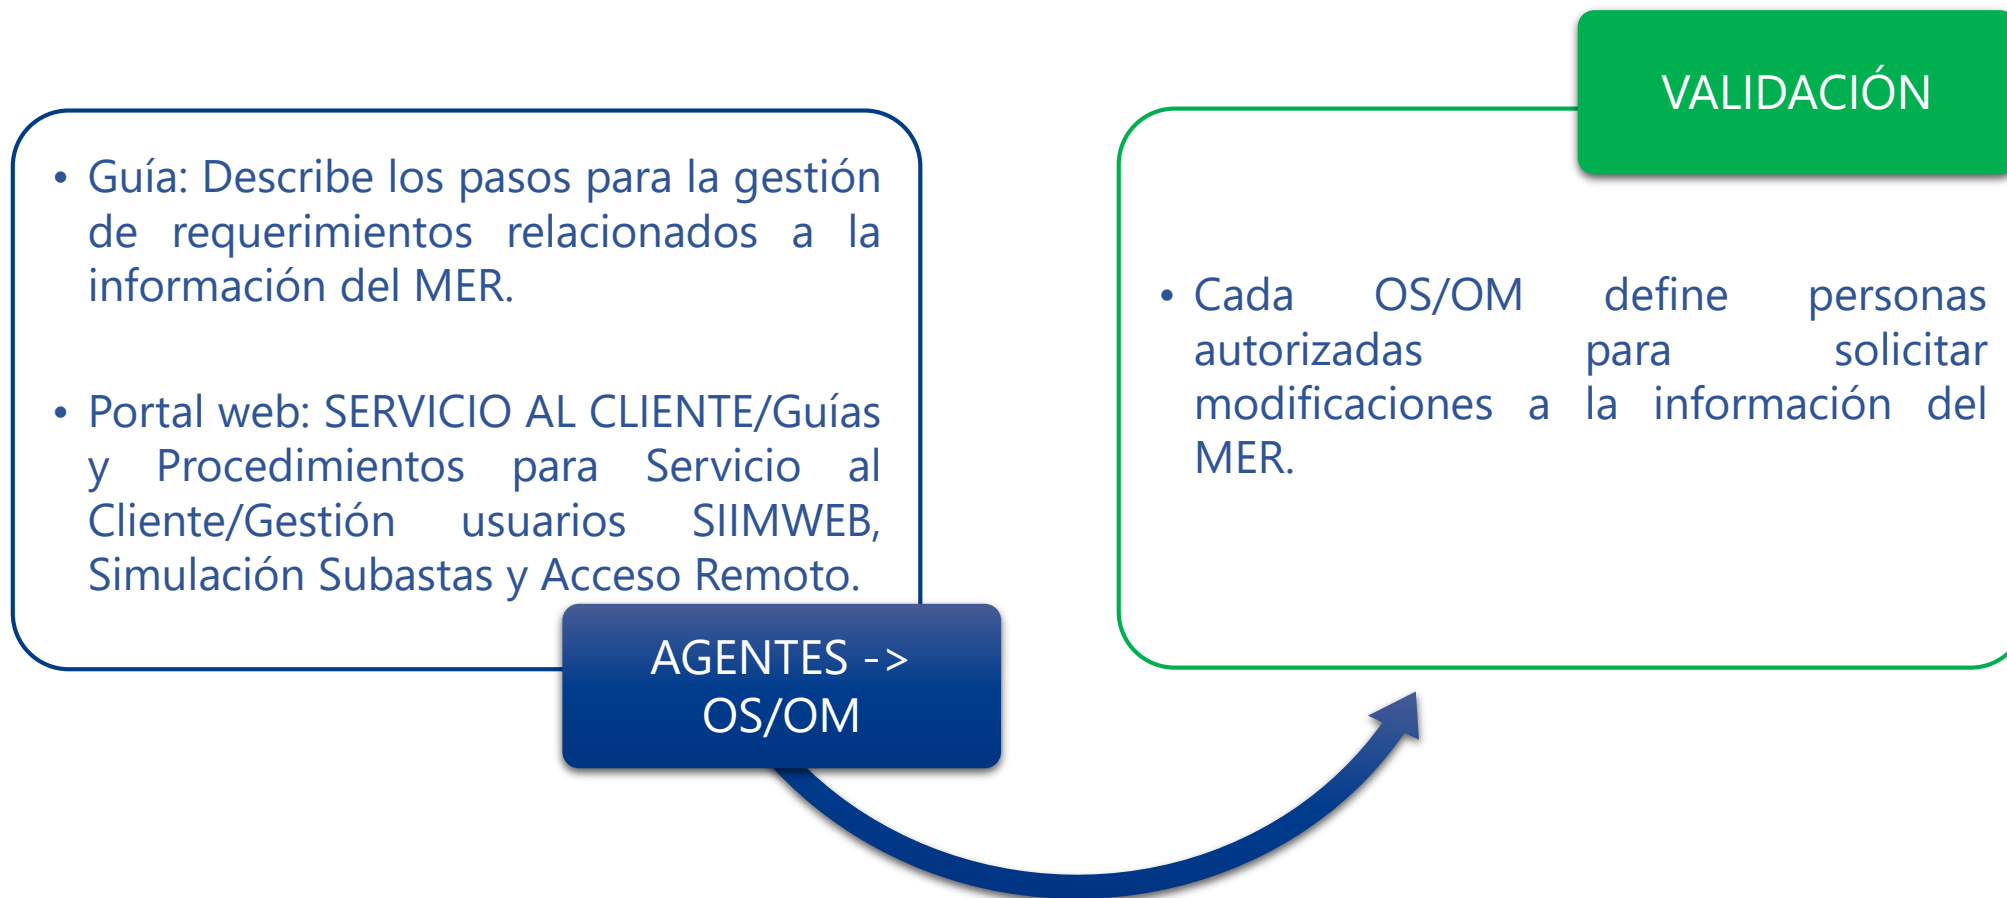 • Guía: Describe los pasos para la gestión
de requerimientos relacionados a la
información del MER.
• Portal web: SERVICIO AL CLIENTE/Guías
y Procedimientos para Servicio al
Cliente/Gestión usuarios SIIMWEB,
Simulación Subastas y Acceso Remoto.
AGENTES ->
OS/OM
VALIDACIÓN
• Cada OS/OM define personas
autorizadas para solicitar
modificaciones a la información del
MER.